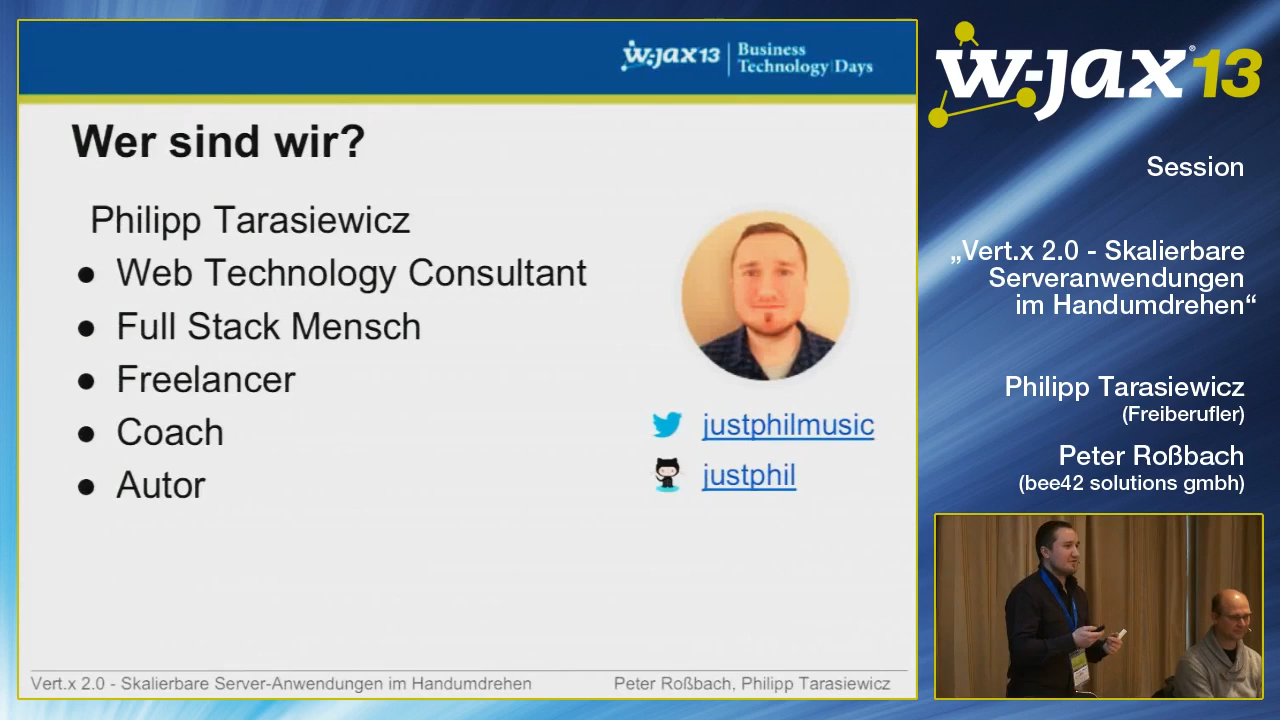 w-jax13 Business
Technology Days
Wer sind wir?
Philipp Tarasiewicz
● Web Technology Consultant
● Full Stack Mensch
● Freelancer
● Coach
● Autor
justphilmusic
justphil
Vert.x 2.0 - Skalierbare Server-Anwendungen im Handumdrehen
Peter Roßbach, Philipp Tarasiewicz
w-jax® 13
Session
„Vert.x 2.0 - Skalierbare
Serveranwendungen
im Handumdrehen“
Philipp Tarasiewicz
(Freiberufler)
Peter Roßbach
(bee42 solutions gmbh)